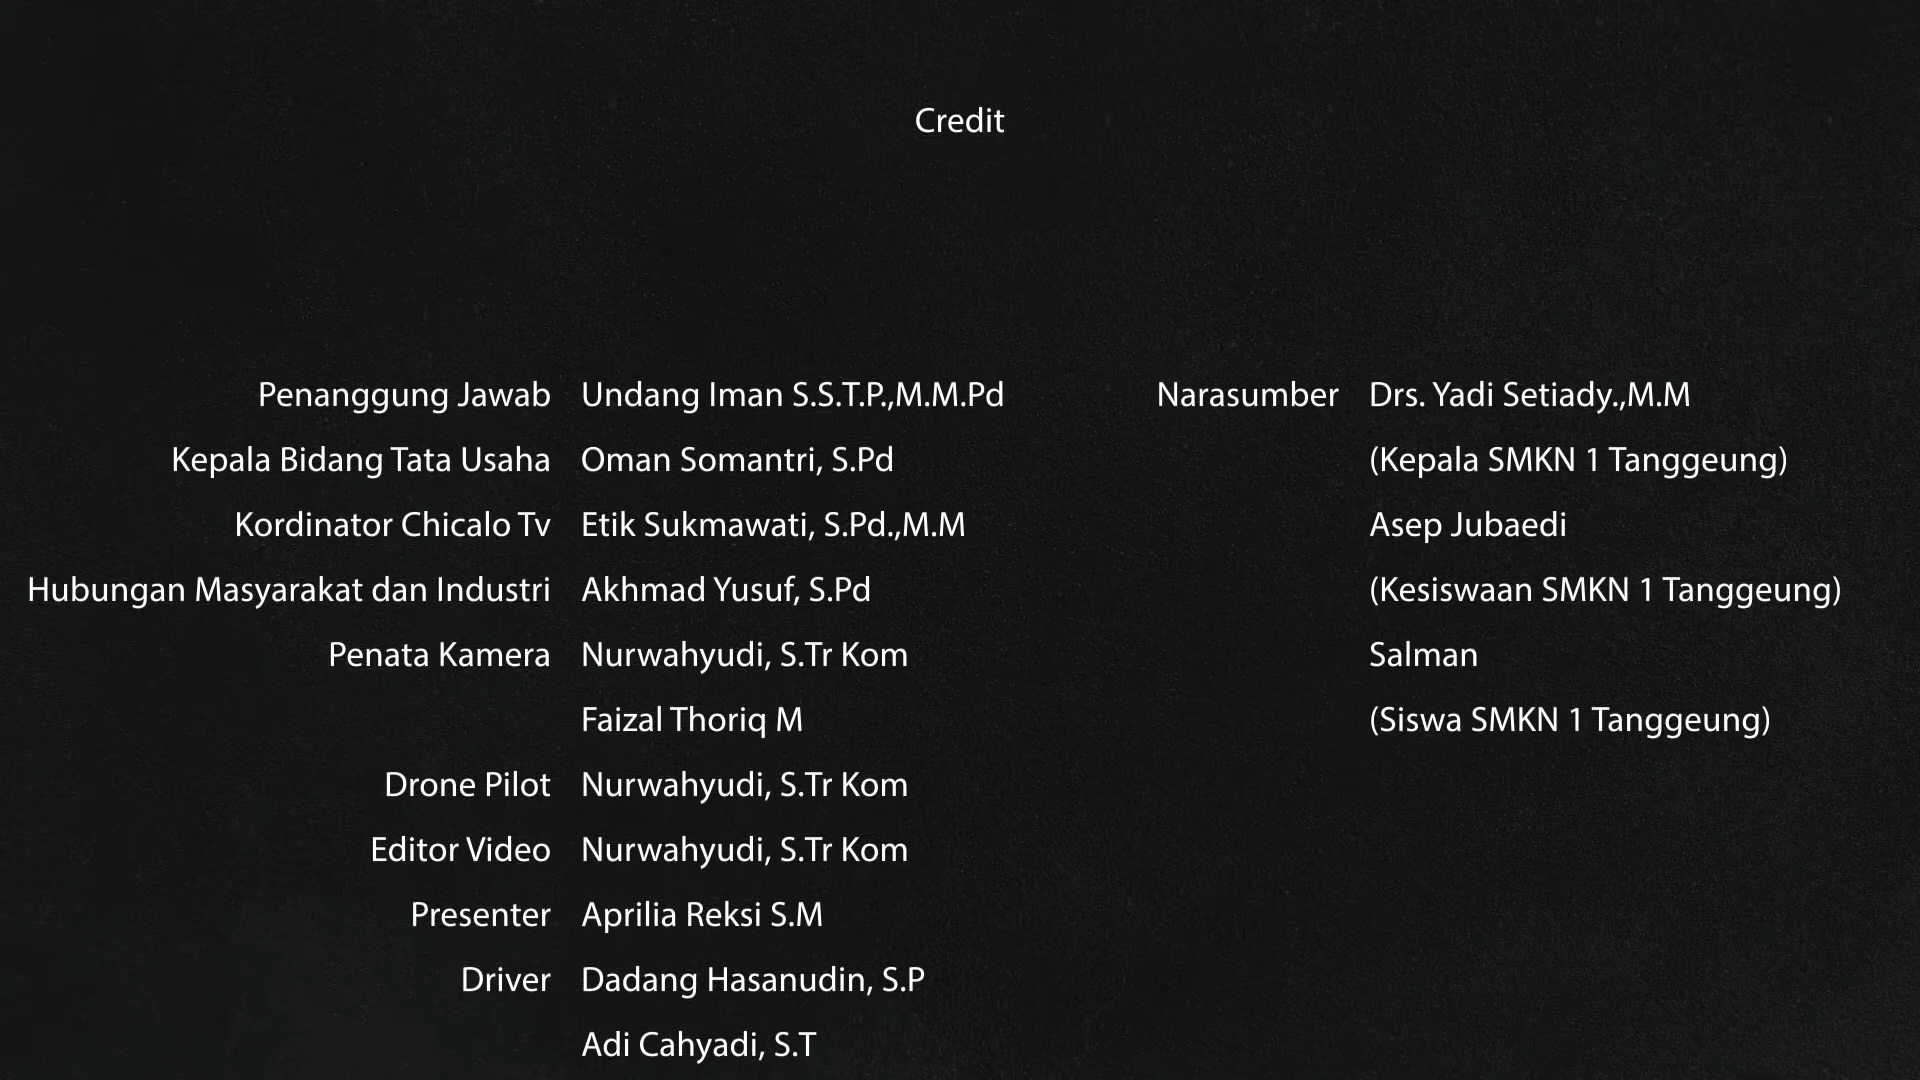 Credit
Penanggung Jawab Undang Iman S.S.T.P.,M.M.Pd
Kepala Bidang Tata Usaha Oman Somantri, S.Pd
Kordinator Chicalo Tv Etik Sukmawati, S.Pd.,M.M
Hubungan Masyarakat dan Industri Akhmad Yusuf, S.Pd
Penata Kamera Nurwahyudi, S.Tr Kom
Faizal Thoriq M
Drone Pilot Nurwahyudi, S.Tr Kom
Editor Video Nurwahyudi, S.Tr Kom
Presenter Aprilia Reksi S.M
Driver Dadang Hasanudin, S.P
Adi Cahyadi, S.T
Narasumber Drs. Yadi Setiady.,M.M
(Kepala SMKN 1 Tanggeung)
Asep Jubaedi
(Kesiswaan SMKN 1 Tanggeung)
Salman
(Siswa SMKN 1 Tanggeung)